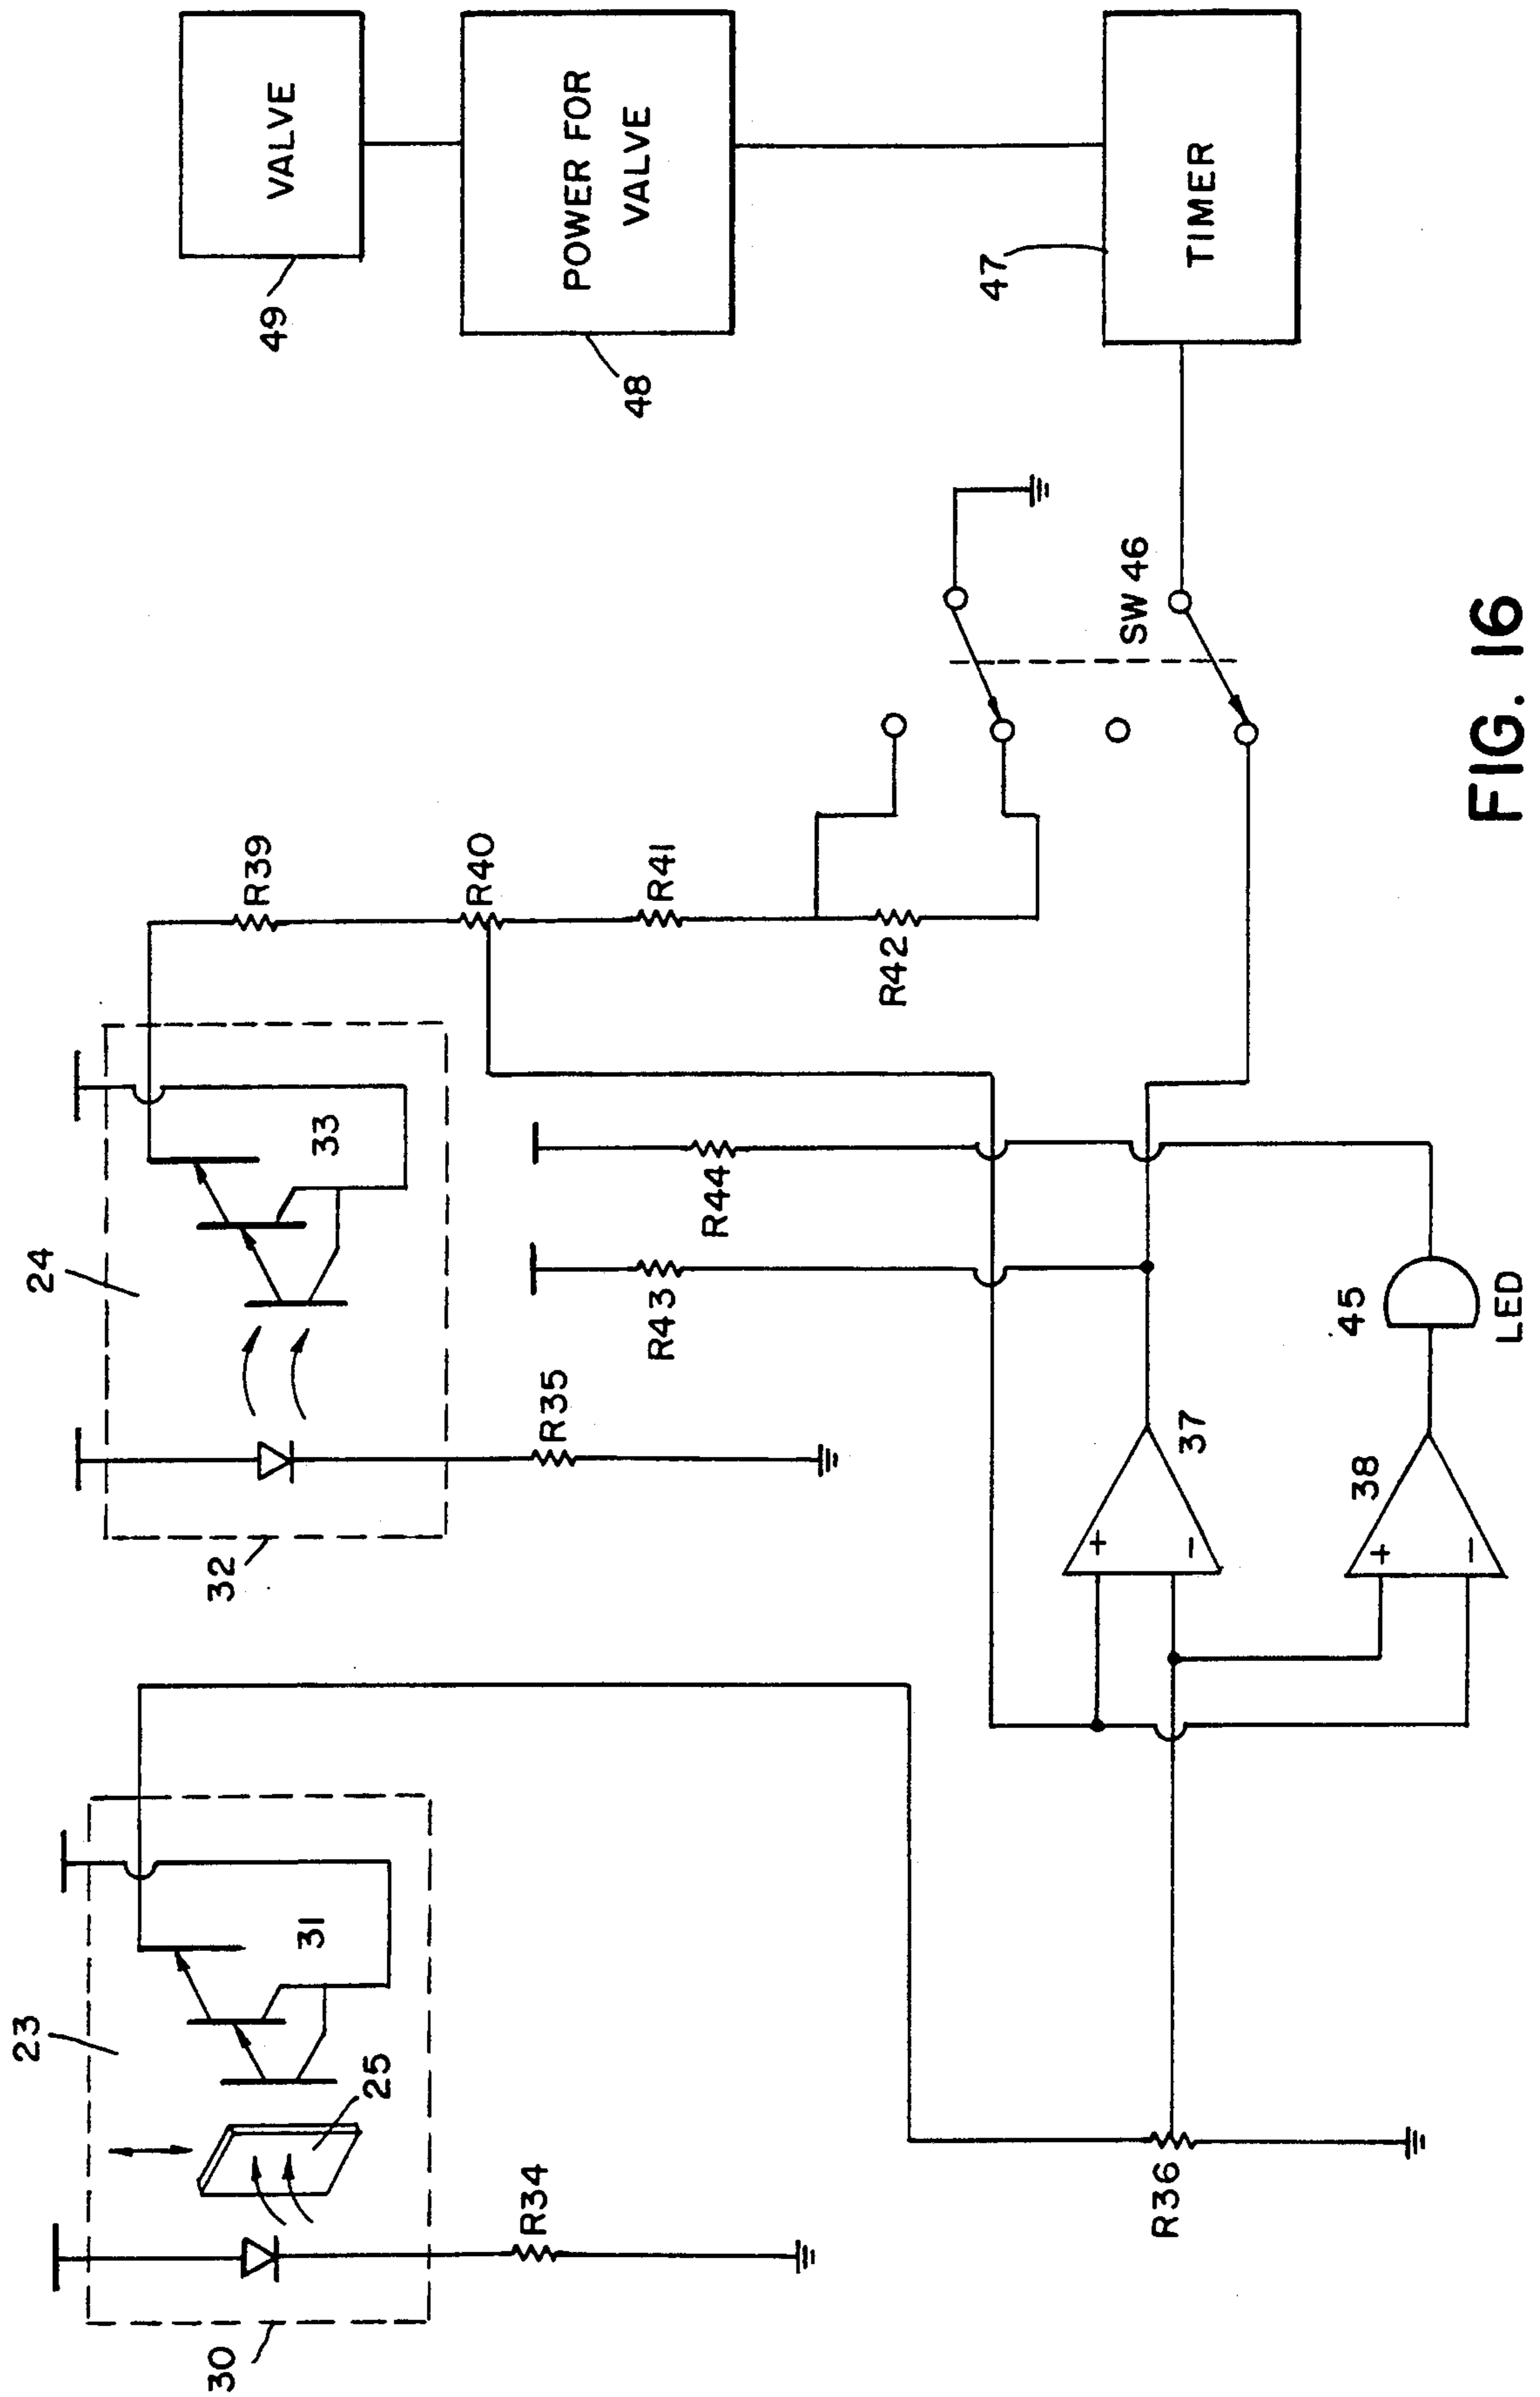 23
30
31
25
R34
R36
24
32
33
R35
R43
R44
R39
R40
R41
R42
+
-
37
+
-
38
45
LED
SW 46
TIMER
47
POWER FOR
VALVE
48
VALVE
49
FIG. 16